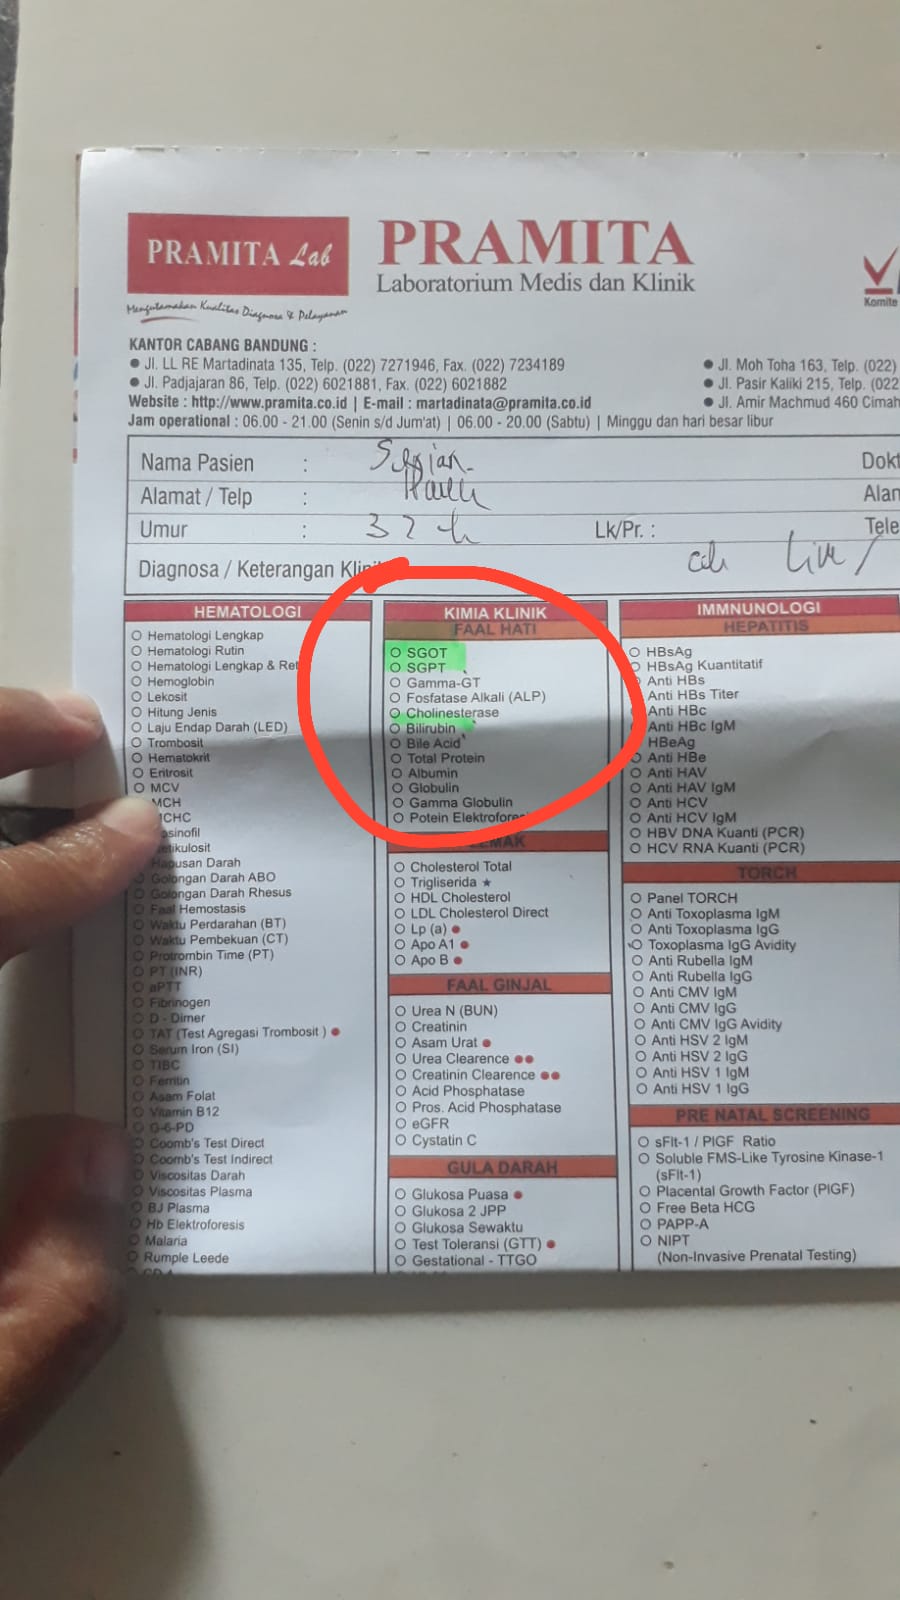 PRAMITA Lab
Mengutamakan Kualitas Diagnosa & Pelayanan
PRAMITA
Laboratorium Medis dan Klinik
Komite
KANTOR CABANG BANDUNG :
● Jl. LL RE Martadinata 135, Telp. (022) 7271946, Fax. (022) 7234189
● Jl. Moh Toha 163, Telp. (022)
● Jl. Padjajaran 86, Telp. (022) 6021881, Fax. (022) 6021882
● Jl. Pasir Kaliki 215, Telp. (022
Website : http://www.pramita.co.id | E-mail : martadinata@pramita.co.id
● Jl. Amir Machmud 460 Cimah
Jam operational : 06.00 - 21.00 (Senin s/d Jum'at) | 06.00 - 20.00 (Sabtu) | Minggu dan hari besar libur
Nama Pasien :
Dokt
Alamat / Telp :
Alan
Umur : 32 th Lk/Pr. :
Tele
Diagnosa / Keterangan Klini
HEMATOLOGI
Hematologi Lengkap
Hematologi Rutin
Hematologi Lengkap & Ret
Hemoglobin
Lekosit
Hitung Jenis
Laju Endap Darah (LED)
Trombosit
Hematokrit
Eritrosit
MCV
MCH
MCHC
osinofil
etikulosit
Hapusan Darah
Golongan Darah ABO
Golongan Darah Rhesus
Faal Hemostasis
Waktu Perdarahan (BT)
Waktu Pembekuan (CT)
Protrombin Time (PT)
PT (INR)
aPTT
Fibrinogen
D - Dimer
TAT (Test Agregasi Trombosit ) ●
Serum Iron (SI)
TIBC
Ferritin
Asam Folat
Vitamin B12
G-6-PD
Coomb's Test Direct
Coomb's Test Indirect
Viscositas Darah
Viscositas Plasma
BJ Plasma
Hb Elektroforesis
Malaria
Rumple Leede
KIMIA KLINIK
FAAL HATI
SGOT
SGPT
Gamma-GT
Fosfatase Alkali (ALP)
Cholinesterase
Bilirubin
Bile Acid
Total Protein
Albumin
Globulin
Gamma Globulin
Potein Elektrofores
LEMAK
Cholesterol Total
Trigliserida ★
HDL Cholesterol
LDL Cholesterol Direct
Lp (a) ●
Apo A1 ●
Apo B ●
FAAL GINJAL
Urea N (BUN)
Creatinin
Asam Urat ●
Urea Clearence ●●
Creatinin Clearence ●●
Acid Phosphatase
Pros. Acid Phosphatase
eGFR
Cystatin C
GULA DARAH
Glukosa Puasa ●
Glukosa 2 JPP
Glukosa Sewaktu
Test Toleransi (GTT) ●
Gestational - TTGO
IMMNUNOLOGI
HEPATITIS
HBsAg
HBsAg Kuantitatif
Anti HBs
Anti HBs Titer
Anti HBc
Anti HBc IgM
HBeAg
Anti HBe
Anti HAV
Anti HAV IgM
Anti HCV
Anti HCV IgM
HBV DNA Kuanti (PCR)
HCV RNA Kuanti (PCR)
TORCH
Panel TORCH
Anti Toxoplasma IgM
Anti Toxoplasma IgG
Toxoplasma IgG Avidity
Anti Rubella IgM
Anti Rubella IgG
Anti CMV IgM
Anti CMV IgG
Anti CMV IgG Avidity
Anti HSV 2 IgM
Anti HSV 2 IgG
Anti HSV 1 IgM
Anti HSV 1 IgG
PRE NATAL SCREENING
sFlt-1 / PIGF Ratio
Soluble FMS-Like Tyrosine Kinase-1
(sFlt-1)
Placental Growth Factor (PIGF)
Free Beta HCG
PAPP-A
NIPT
(Non-Invasive Prenatal Testing)